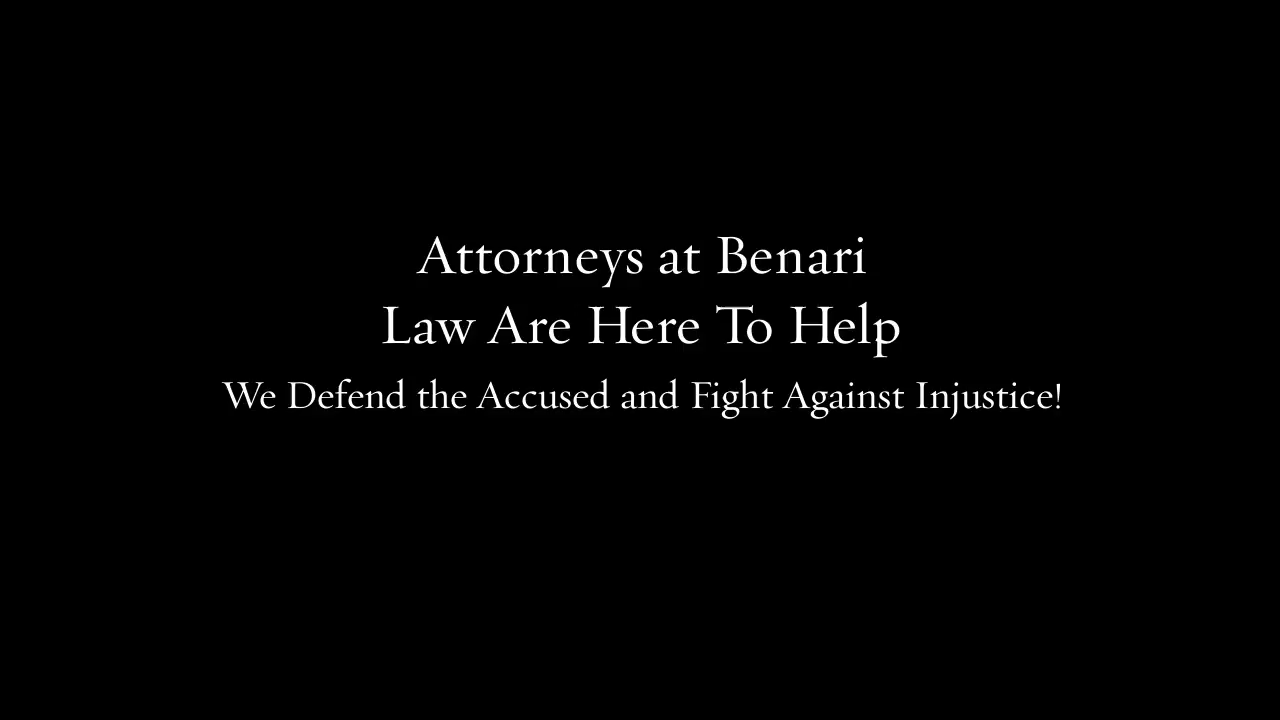 Attorneys at Benari
Law Are Here To Help
We Defend the Accused and Fight Against Injustice!